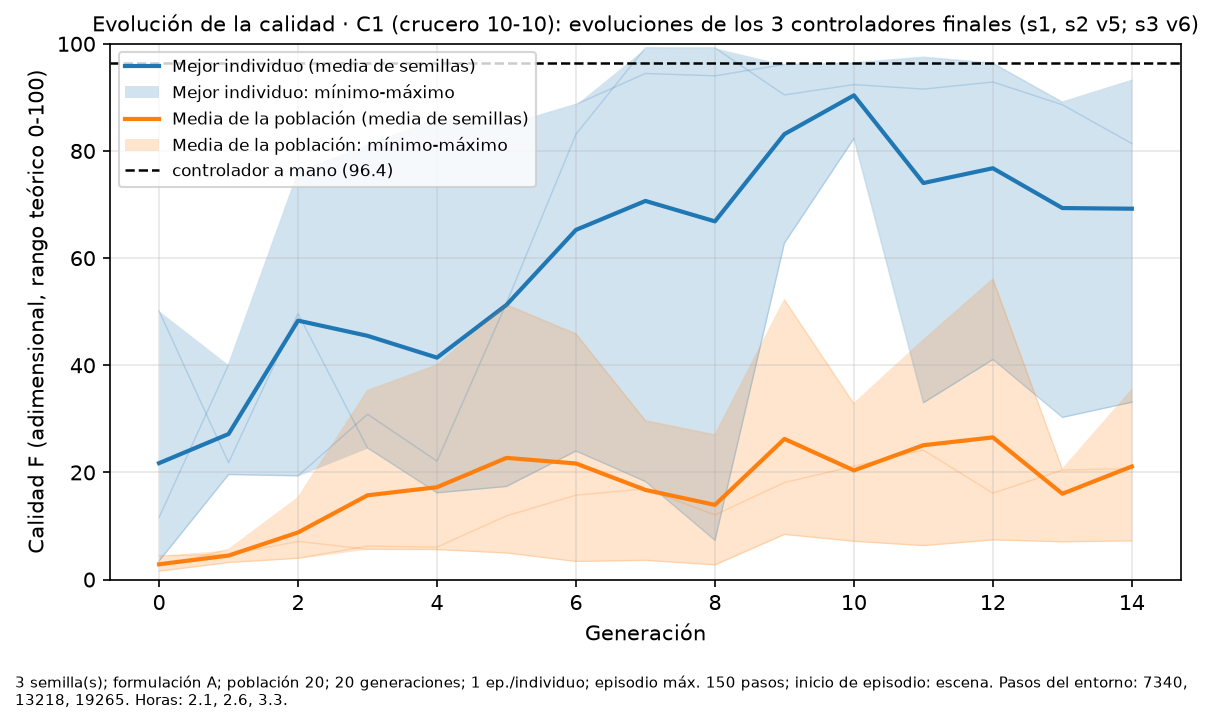 Evolución de la calidad · C1 (crucero 10-10): evoluciones de los 3 controladores finales (s1, s2 v5; s3 v6)
Calidad F (adimensional, rango teórico 0-100)
100
80
60
40
20
0
Mejor individuo (media de semillas)
Mejor individuo: mínimo-máximo
Media de la población (media de semillas)
Media de la población: mínimo-máximo
controlador a mano (96.4)
0 2 4 6 8 10 12 14
Generación
3 semilla(s); formulación A; población 20; 20 generaciones; 1 ep./individuo; episodio máx. 150 pasos; inicio de episodio: escena. Pasos del entorno: 7340,
13218, 19265. Horas: 2.1, 2.6, 3.3.